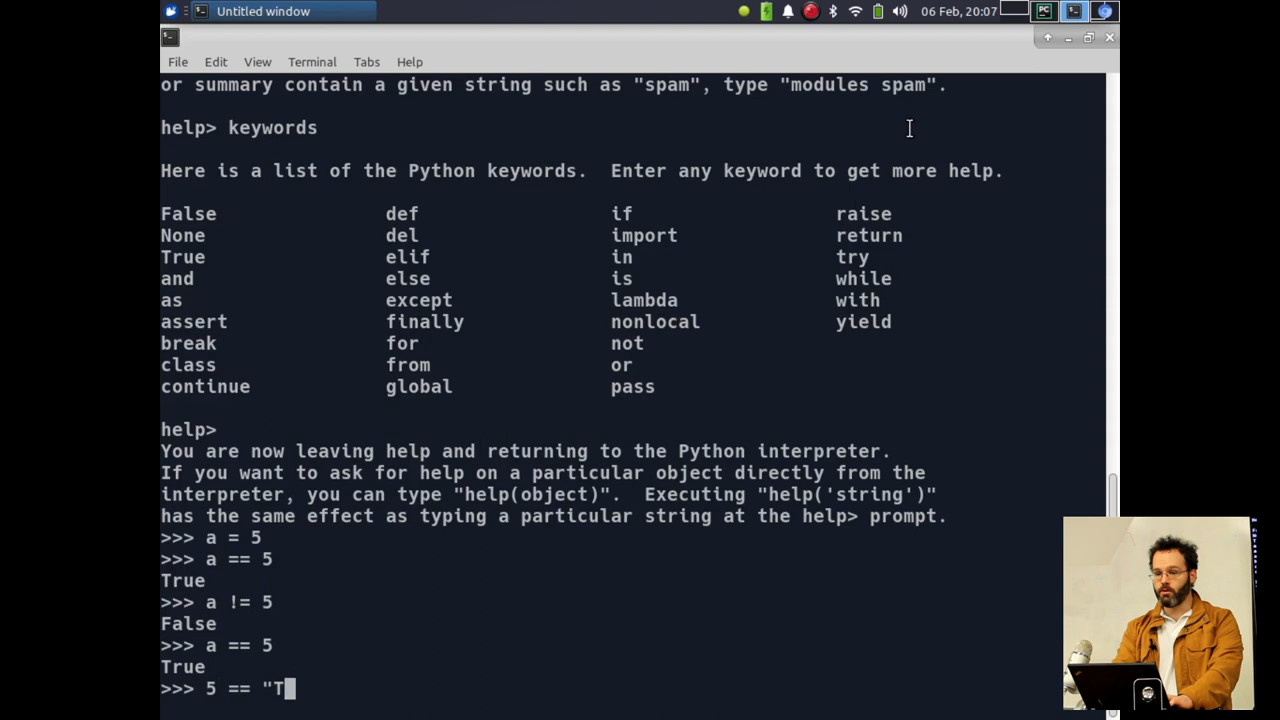 Untitled window
06 Feb, 20:07
File Edit View Terminal Tabs Help
or summary contain a given string such as "spam", type "modules spam".
help> keywords
Here is a list of the Python keywords.  Enter any keyword to get more help.
False def if raise
None del import return
True elif in try
and else is while
as except lambda with
assert finally nonlocal yield
break for not
class from or
continue global pass
help>
You are now leaving help and returning to the Python interpreter.
If you want to ask for help on a particular object directly from the
interpreter, you can type "help(object)".  Executing "help('string')"
has the same effect as typing a particular string at the help> prompt.
>>> a = 5
>>> a == 5
True
>>> a != 5
False
>>> a == 5
True
>>> 5 == "T